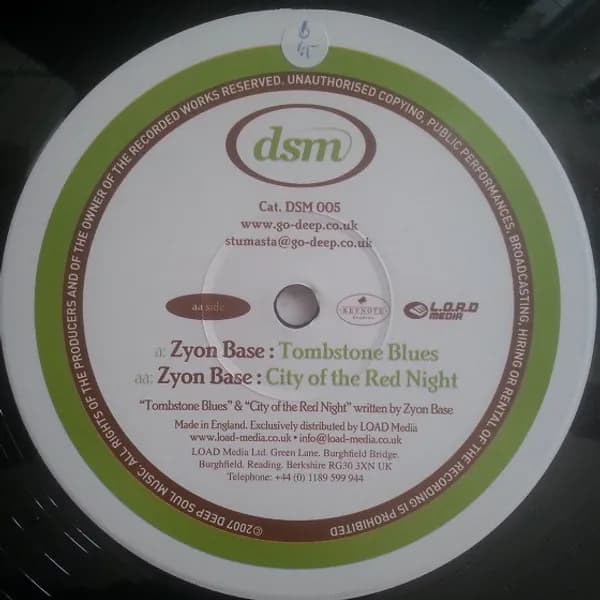 ALL RIGHTS OF THE PRODUCERS AND OF THE OWNER OF THE RECORDED WORKS RESERVED. UNAUTHORISED COPYING, PUBLIC PERFORMANCES, BROADCASTING, HIRING OR RENTAL OF THE RECORDING IS PROHIBITED
dsm
Cat. DSM 005
www.go-deep.co.uk
stumasta@go-deep.co.uk
aa side
KEYNOTE
L.O.A.D
MEDIA
a: Zyon Base : Tombstone Blues
aa: Zyon Base : City of the Red Night
"Tombstone Blues" & "City of the Red Night" written by Zyon Base
Made in England. Exclusively distributed by LOAD Media
www.load-media.co.uk • info@load-media.co.uk
LOAD Media Ltd. Green Lane. Burghfield Bridge.
Burghfield. Reading. Berkshire RG30 3XN UK
Telephone: +44 (0) 1189 599 944
©2007 DEEP SOUL MUSIC.